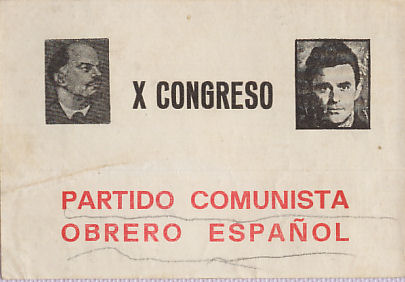 X CONGRESO
PARTIDO COMUNISTA
OBRERO ESPAÑOL